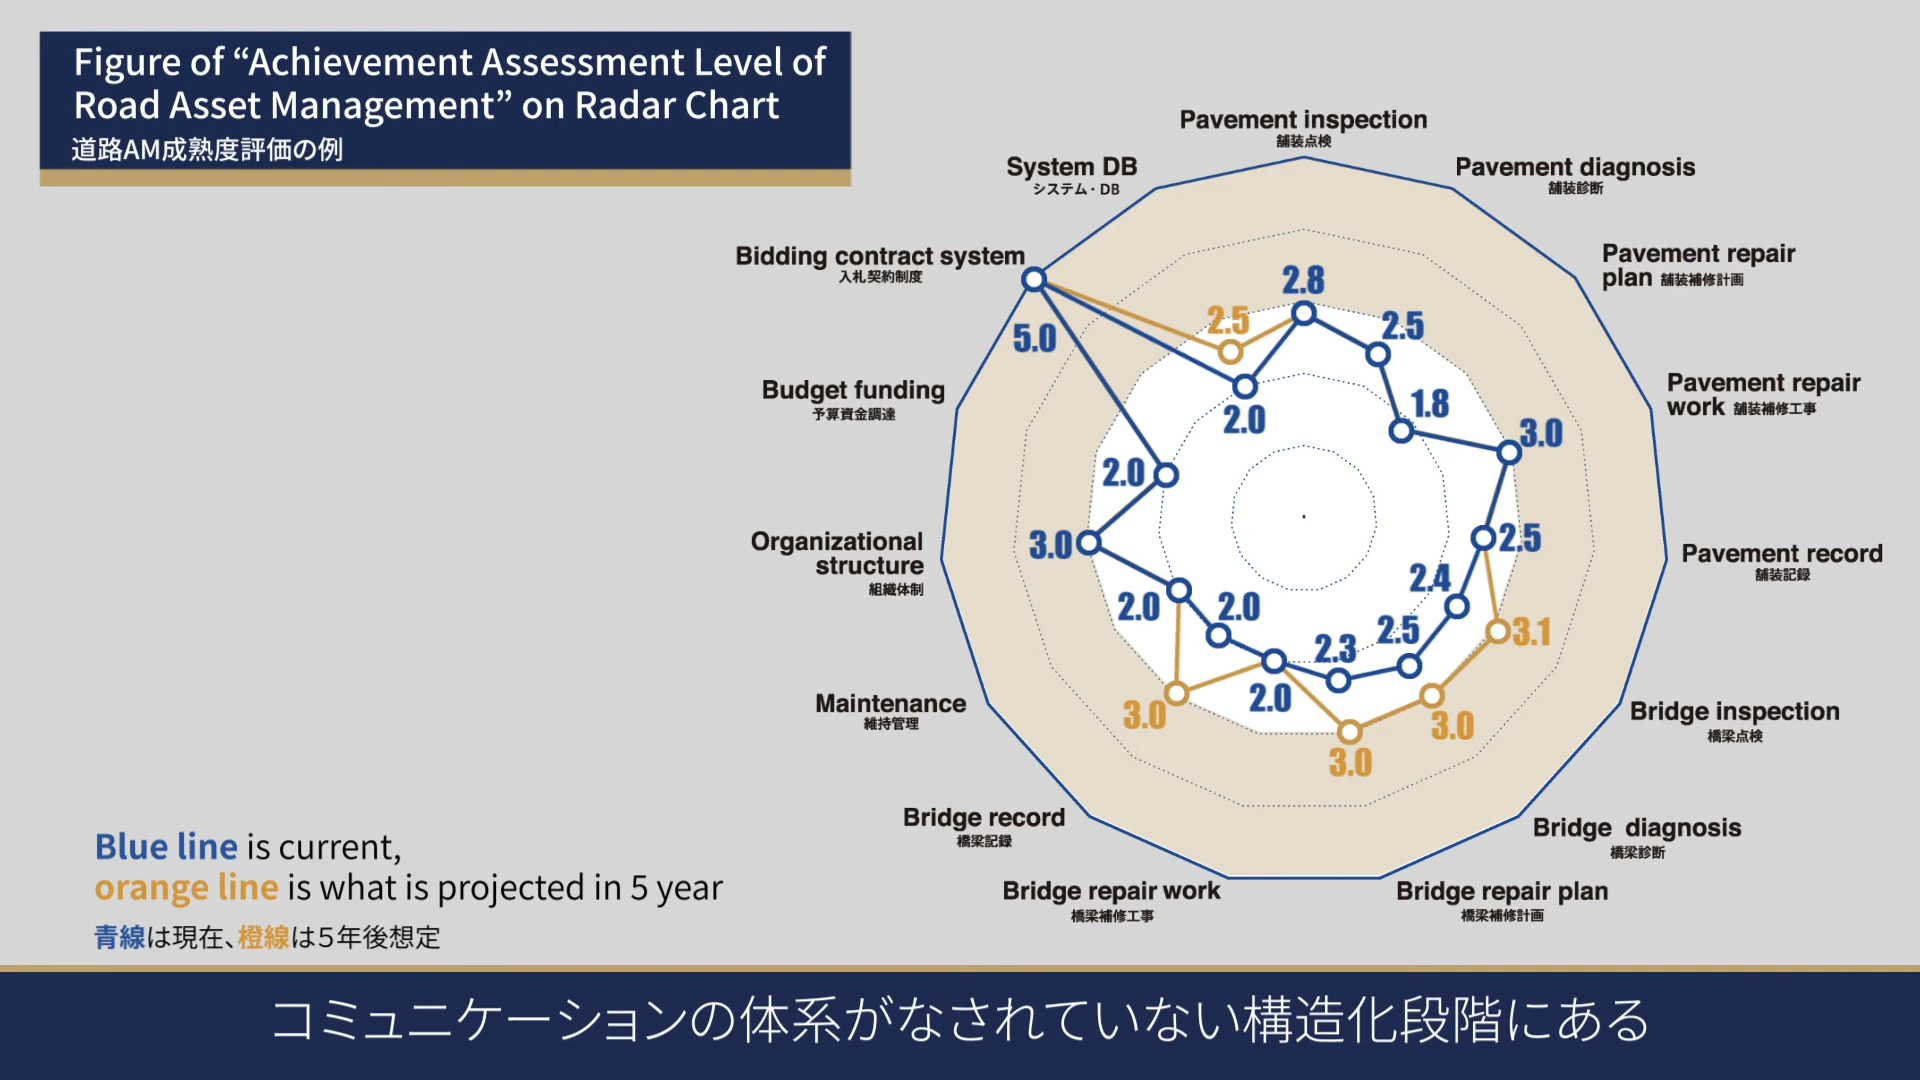 Figure of “Achievement Assessment Level of
Road Asset Management” on Radar Chart
道路AM成熟度評価の例
Pavement inspection
舗装点検
Pavement diagnosis
舗装診断
Pavement repair
plan 舗装補修計画
Pavement repair
work 舗装補修工事
Pavement record
舗装記録
Bridge inspection
橋梁点検
Bridge diagnosis
橋梁診断
Bridge repair plan
橋梁補修計画
Bridge repair work
橋梁補修工事
Bridge record
橋梁記録
Maintenance
維持管理
Organizational
structure
組織体制
Budget funding
予算資金調達
Bidding contract system
入札契約制度
System DB
システム・DB
2.8
2.5
1.8
3.0
2.5
2.4
3.1
2.5
3.0
2.3
3.0
2.0
2.0
3.0
2.0
3.0
2.0
5.0
2.0
2.5
Blue line is current,
orange line is what is projected in 5 year
青線は現在、橙線は5年後想定
コミュニケーションの体系がなされていない構造化段階にある